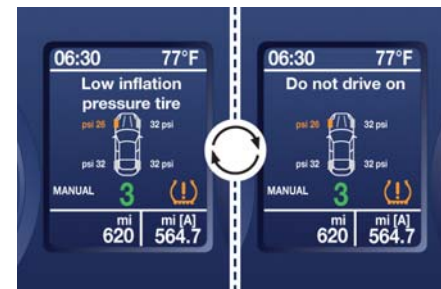 06:30 77°F
Low inflation
pressure tire
psi 26 32 psi
psi 32 32 psi
MANUAL 3 (!)
mi mi [A]
620 564.7
06:30 77°F
Do not drive on
psi 26 32 psi
psi 32 32 psi
MANUAL 3 (!)
mi mi [A]
620 564.7